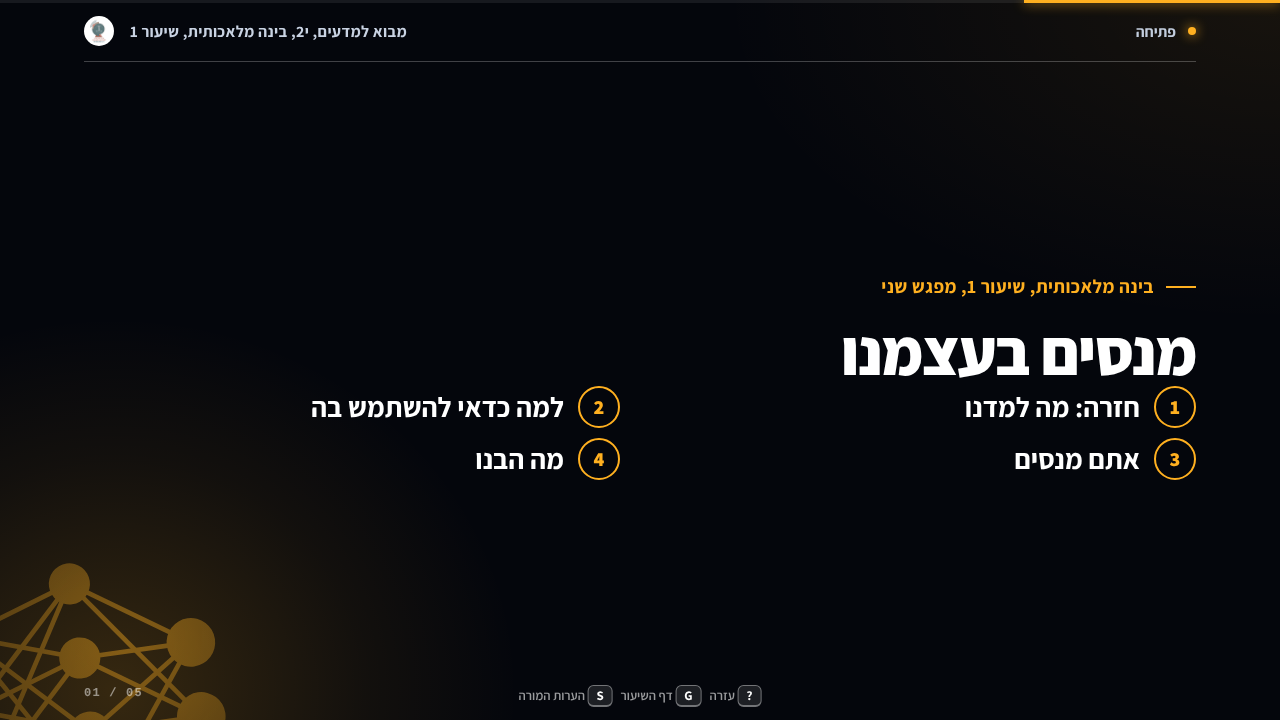 פתיחה
מבוא למדעים, י2, בינה מלאכותית, שיעור 1
בינה מלאכותית, שיעור 1, מפגש שני
מנסים בעצמנו
1 חזרה: מה למדנו
2 למה כדאי להשתמש בה
3 אתם מנסים
4 מה הבנו
? עזרה G דף השיעור S הערות המורה
01 / 05